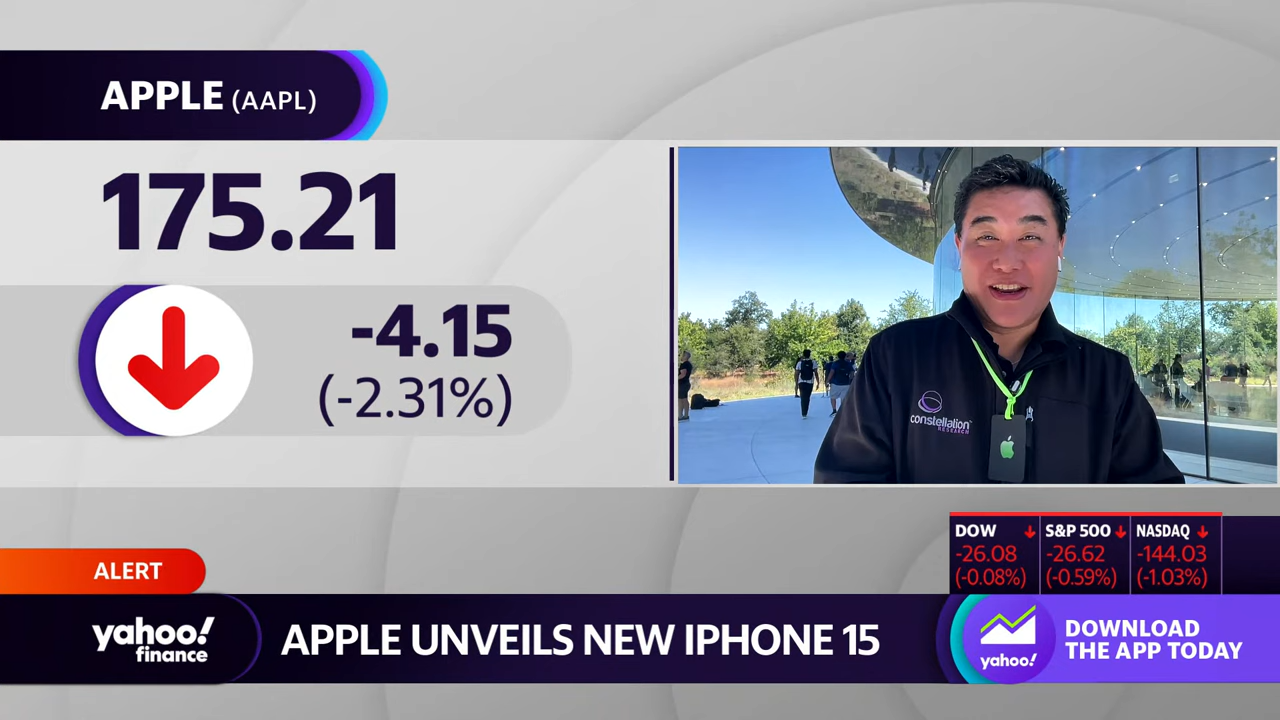 APPLE (AAPL)
175.21
-4.15
(-2.31%)
constellation
RESEARCH
DOW S&P 500 NASDAQ
-26.08 -26.62 -144.03
(-0.08%) (-0.59%) (-1.03%)
ALERT
yahoo!
finance
APPLE UNVEILS NEW IPHONE 15
yahoo!
DOWNLOAD
THE APP TODAY